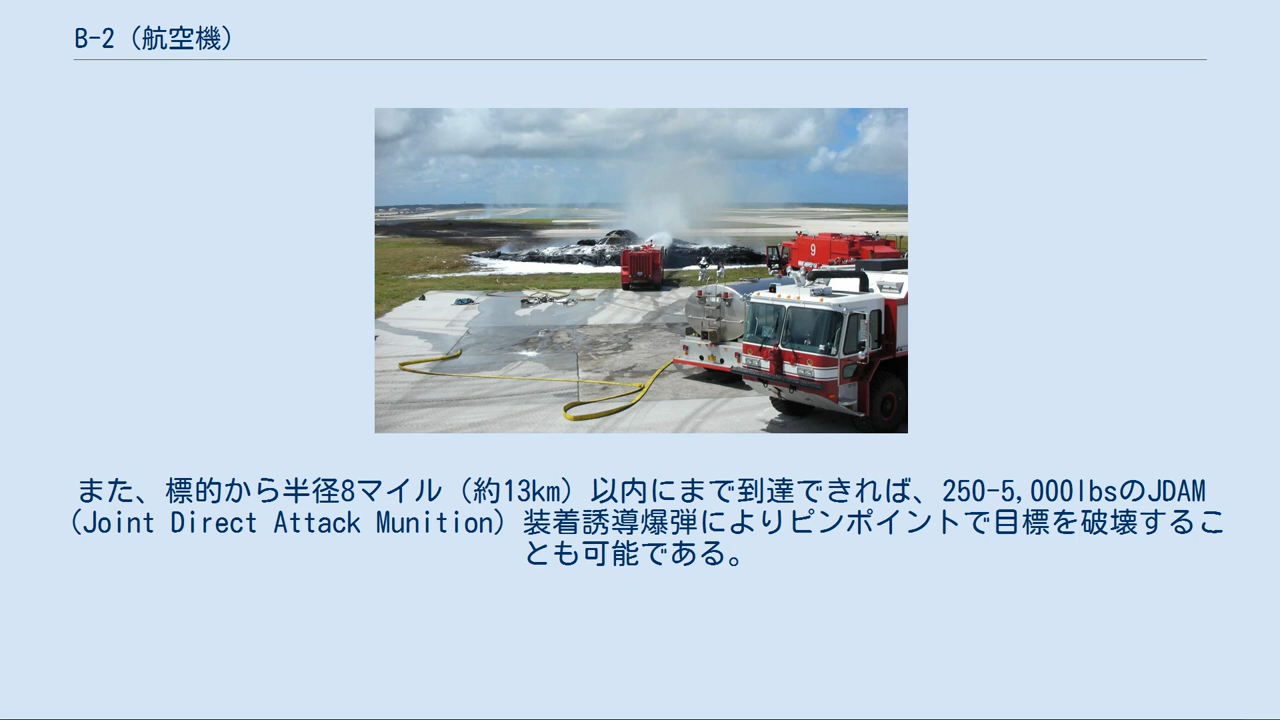 B-2（航空機）
9
また、標的から半径8マイル（約13km）以内にまで到達できれば、250-5,000lbsのJDAM
(Joint Direct Attack Munition）装着誘導爆弾によりピンポイントで目標を破壊するこ
とも可能である。